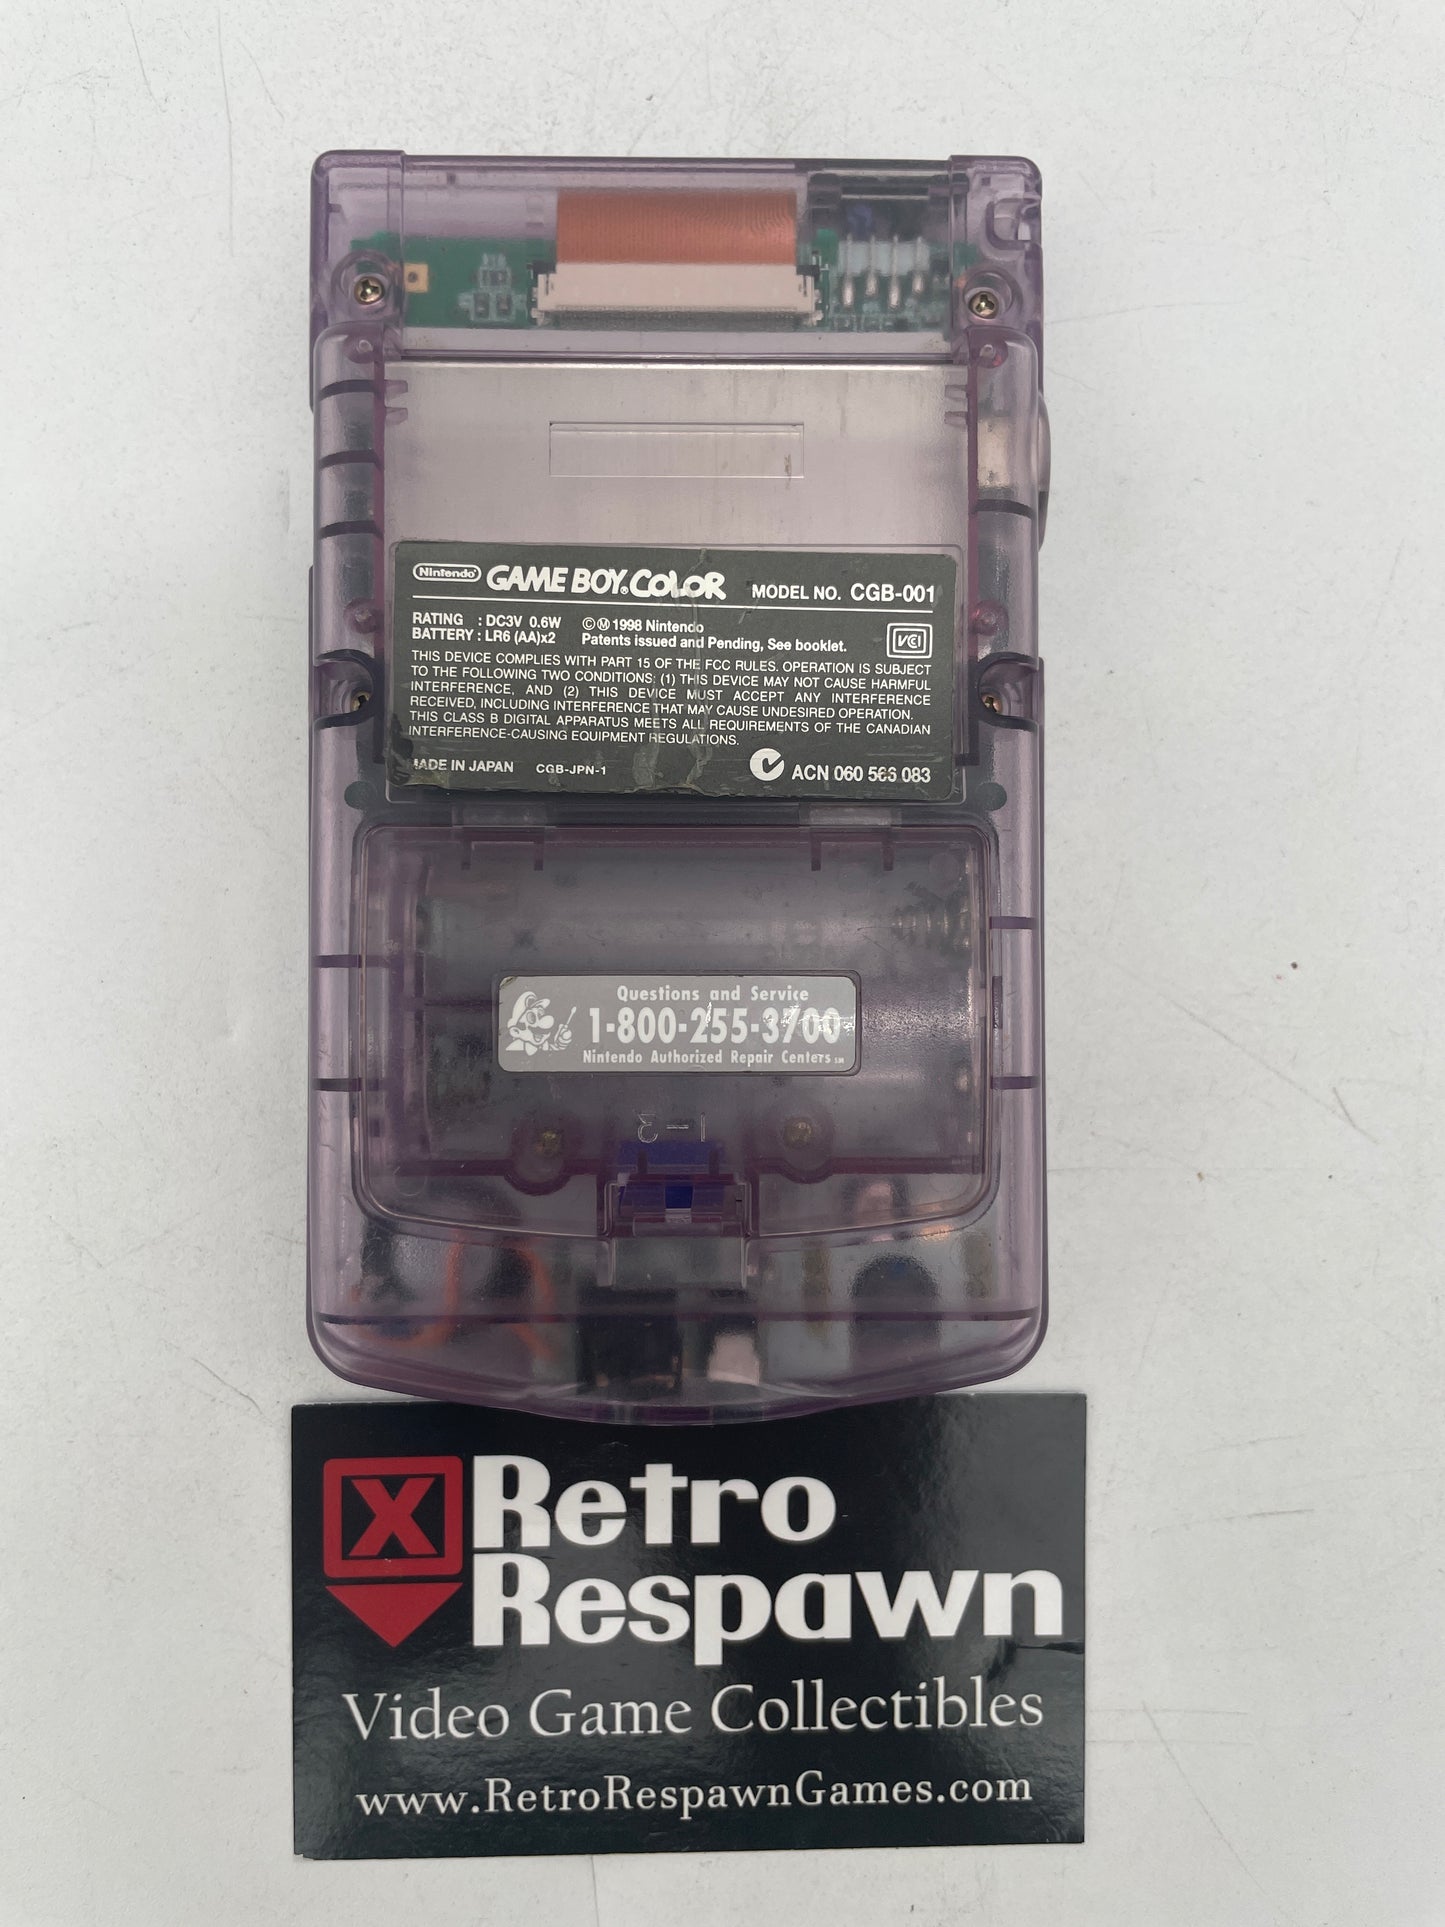 Nintendo GAME BOY COLOR MODEL NO. CGB-001
RATING : DC3V 0.6W ©Ⓜ 1998 Nintendo
BATTERY : LR6 (AA)x2 Patents issued and Pending, See booklet.
VCI
THIS DEVICE COMPLIES WITH PART 15 OF THE FCC RULES. OPERATION IS SUBJECT
TO THE FOLLOWING TWO CONDITIONS: (1) THIS DEVICE MAY NOT CAUSE HARMFUL
INTERFERENCE, AND (2) THIS DEVICE MUST ACCEPT ANY INTERFERENCE
RECEIVED, INCLUDING INTERFERENCE THAT MAY CAUSE UNDESIRED OPERATION.
THIS CLASS B DIGITAL APPARATUS MEETS ALL REQUIREMENTS OF THE CANADIAN
INTERFERENCE-CAUSING EQUIPMENT REGULATIONS.
MADE IN JAPAN CGB-JPN-1 ACN 060 566 083
Questions and Service
1-800-255-3700
Nintendo Authorized Repair Centers SM
X Retro
Respawn
Video Game Collectibles
www.RetroRespawnGames.com